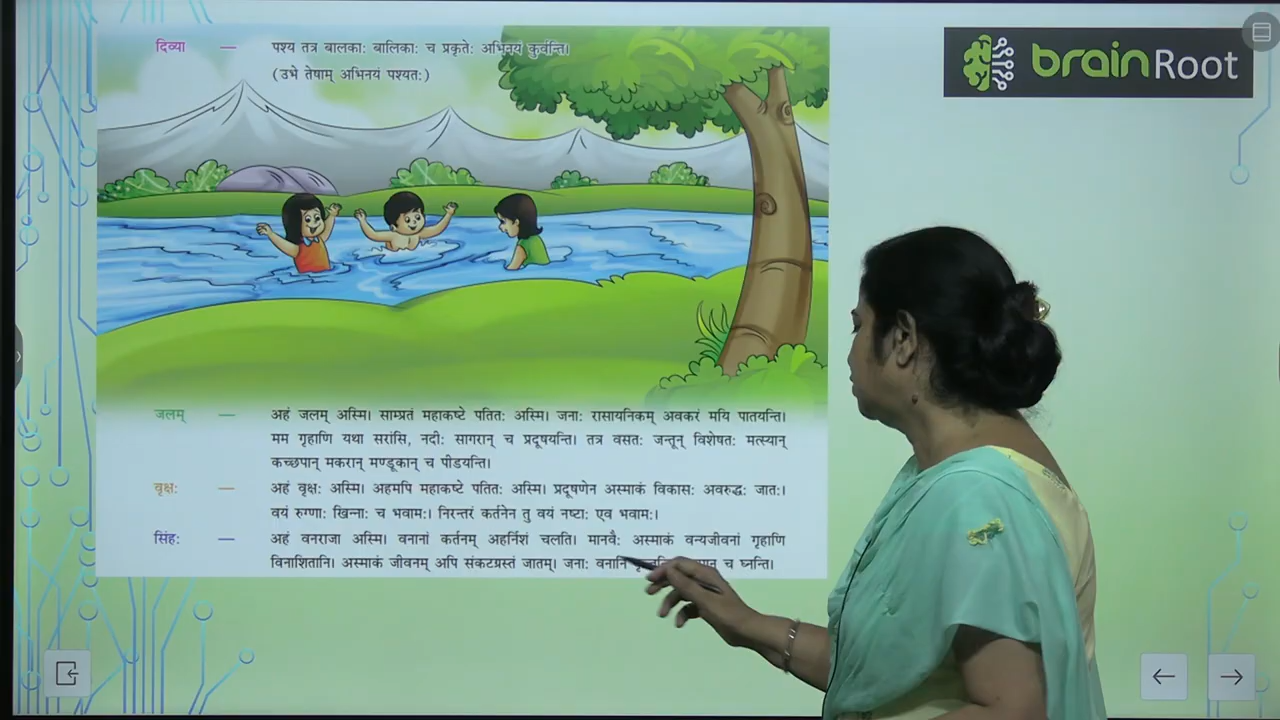 दिव्या — पश्य तत्र बालकाः बालिकाः च प्रकृतेः अभिनयं कुर्वन्ति।
(उभे तेषाम् अभिनयं पश्यतः)
brainRoot
जलम् — अहं जलम् अस्मि। साम्प्रतं महाकष्टे पतितः अस्मि। जनाः रासायनिकम् अवकरं मयि पातयन्ति।
मम गृहाणि यथा सरांसि, नदीः सागरान् च प्रदूषयन्ति। तत्र वसतः जन्तून् विशेषतः मत्स्यान्
कच्छपान् मकरान् मण्डूकान् च पीडयन्ति।
वृक्षः — अहं वृक्षः अस्मि। अहमपि महाकष्टे पतितः अस्मि। प्रदूषणेन अस्माकं विकासः अवरुद्धः जातः।
वयं रुग्णाः खिन्नाः च भवामः। निरन्तरं कर्तनेन तु वयं नष्टाः एव भवामः।
सिंहः — अहं वनराजा अस्मि। वनानां कर्तनम् अहर्निशं चलति। मानवैः अस्माकं वन्यजीवनां गृहाणि
विनाशितानि। अस्माकं जीवनम् अपि संकटग्रस्तं जातम्। जनाः वनानि च घ्नन्ति।